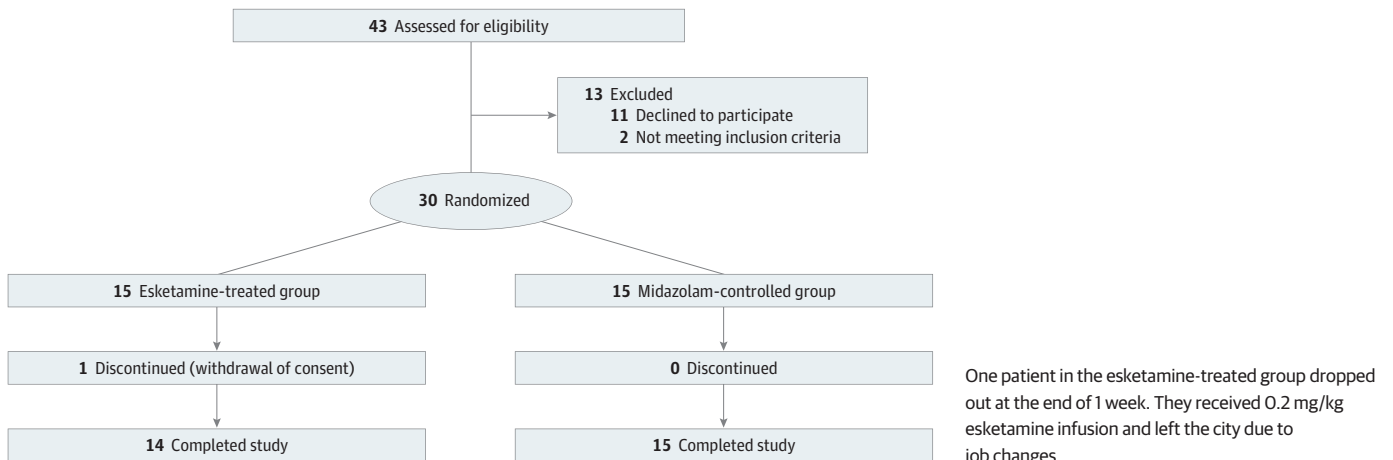 43 Assessed for eligibility
13 Excluded
11 Declined to participate
2 Not meeting inclusion criteria
30 Randomized
15 Esketamine-treated group
15 Midazolam-controlled group
1 Discontinued (withdrawal of consent)
0 Discontinued
14 Completed study
15 Completed study
One patient in the esketamine-treated group dropped
out at the end of 1 week. They received 0.2 mg/kg
esketamine infusion and left the city due to
job changes